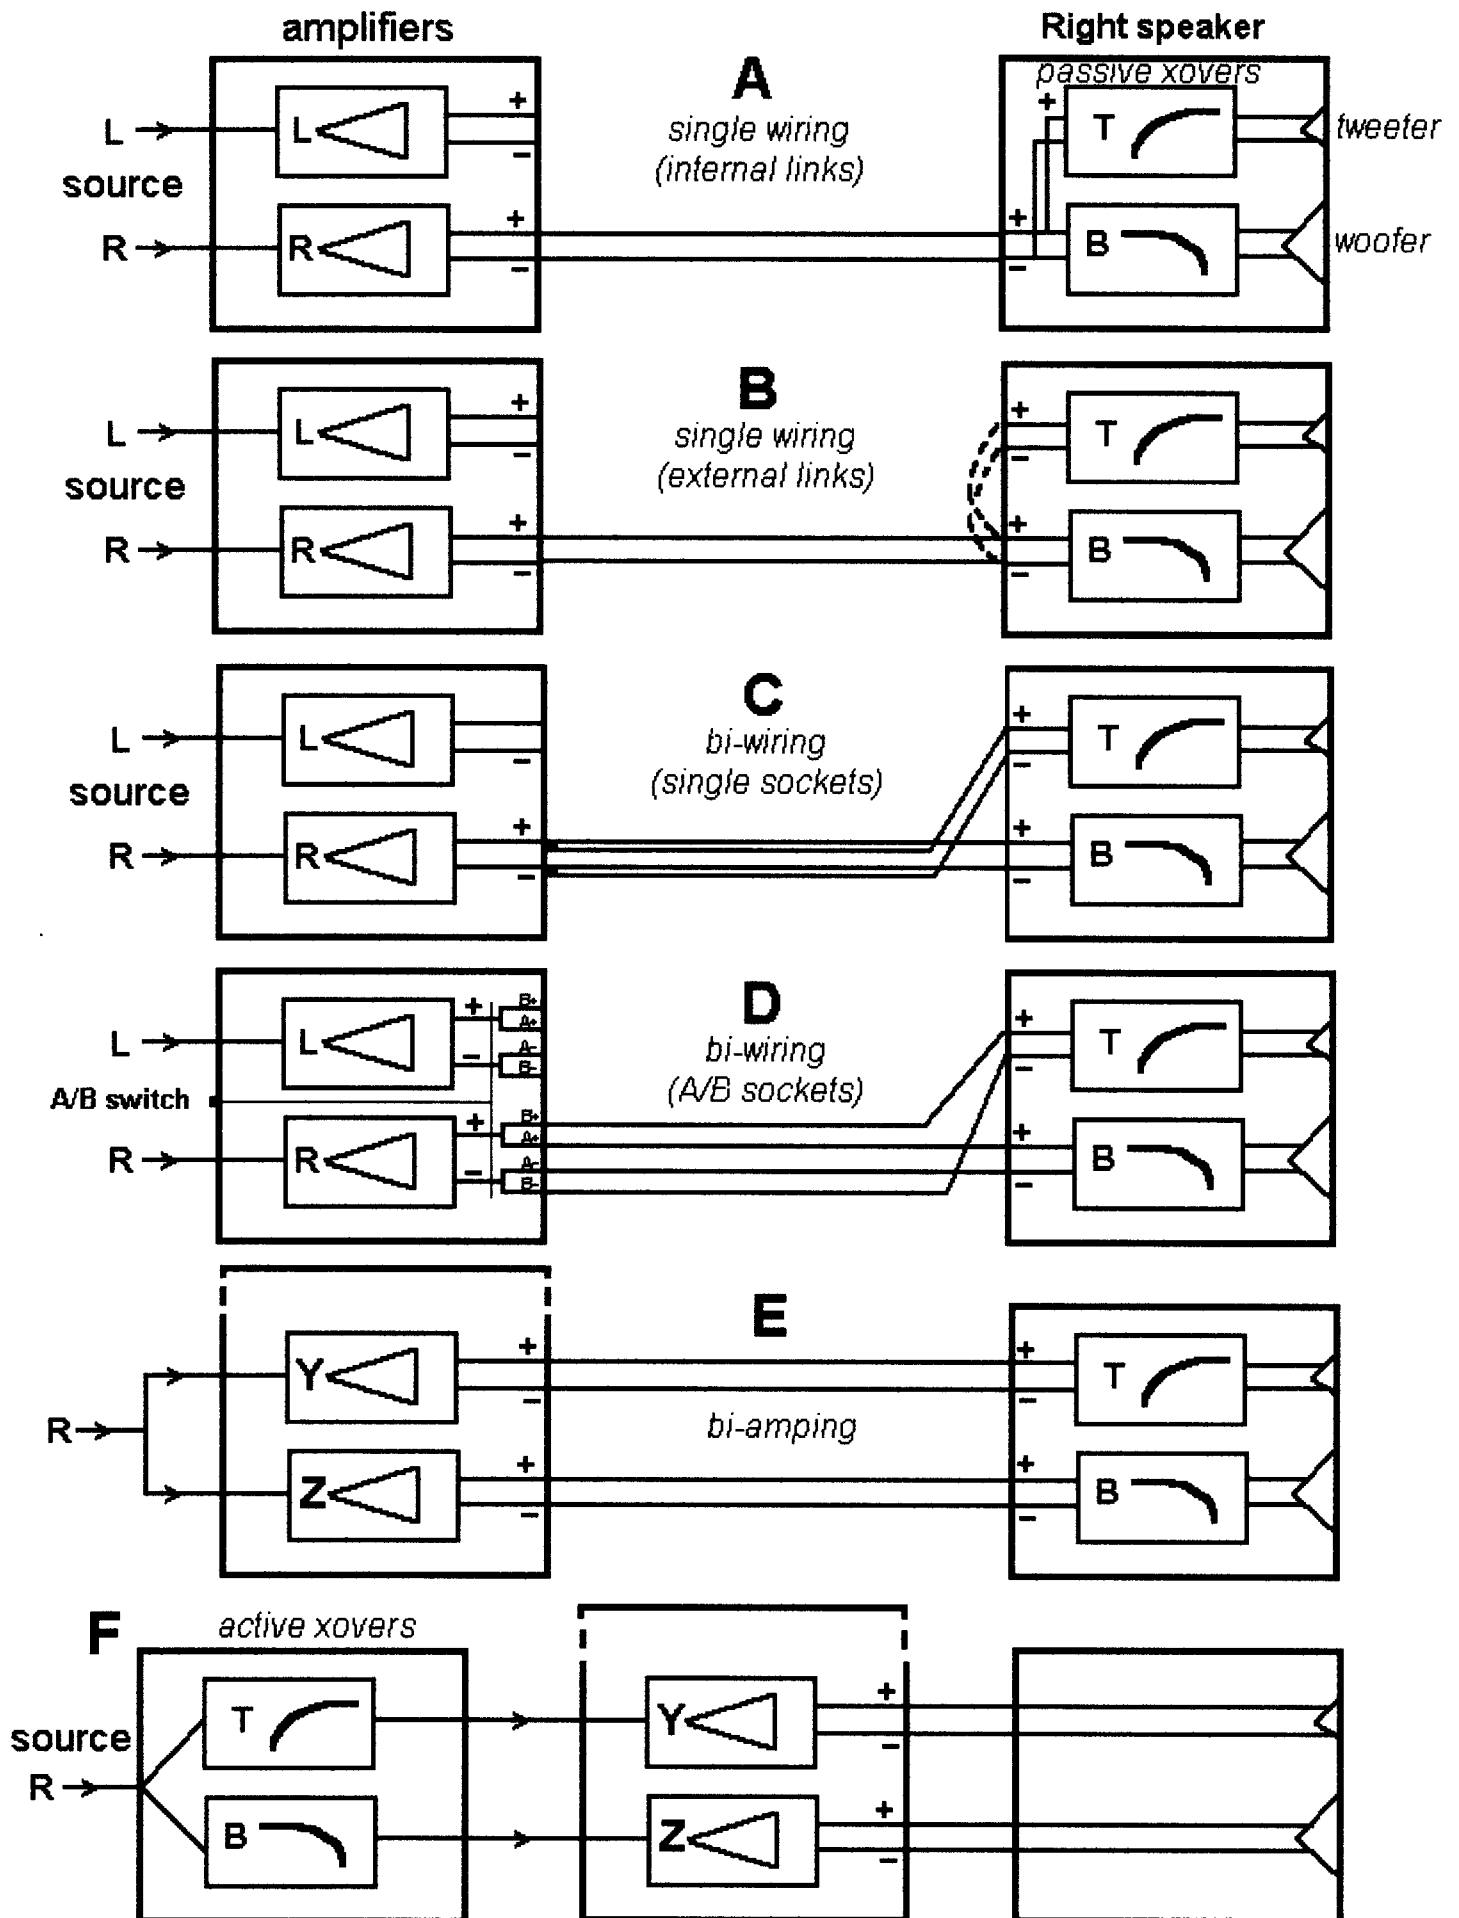 amplifiers
Right speaker
A
single wiring
(internal links)
passive xovers
L
source
R
L
+
−
R
+
−
+
T
+
B
−
tweeter
woofer
B
single wiring
(external links)
L
source
R
L
+
−
R
+
−
+
T
−
+
B
−
C
bi-wiring
(single sockets)
L
source
R
L
−
R
+
−
+
T
−
+
B
−
D
bi-wiring
(A/B sockets)
L
A/B switch
R
L
+
−
B+
A+
A-
B-
R
+
−
B+
A+
A-
B-
+
T
−
+
B
−
E
bi-amping
R
Y
+
−
Z
+
−
+
T
−
+
B
−
F
active xovers
source
R
T
B
Y
+
−
Z
+
−